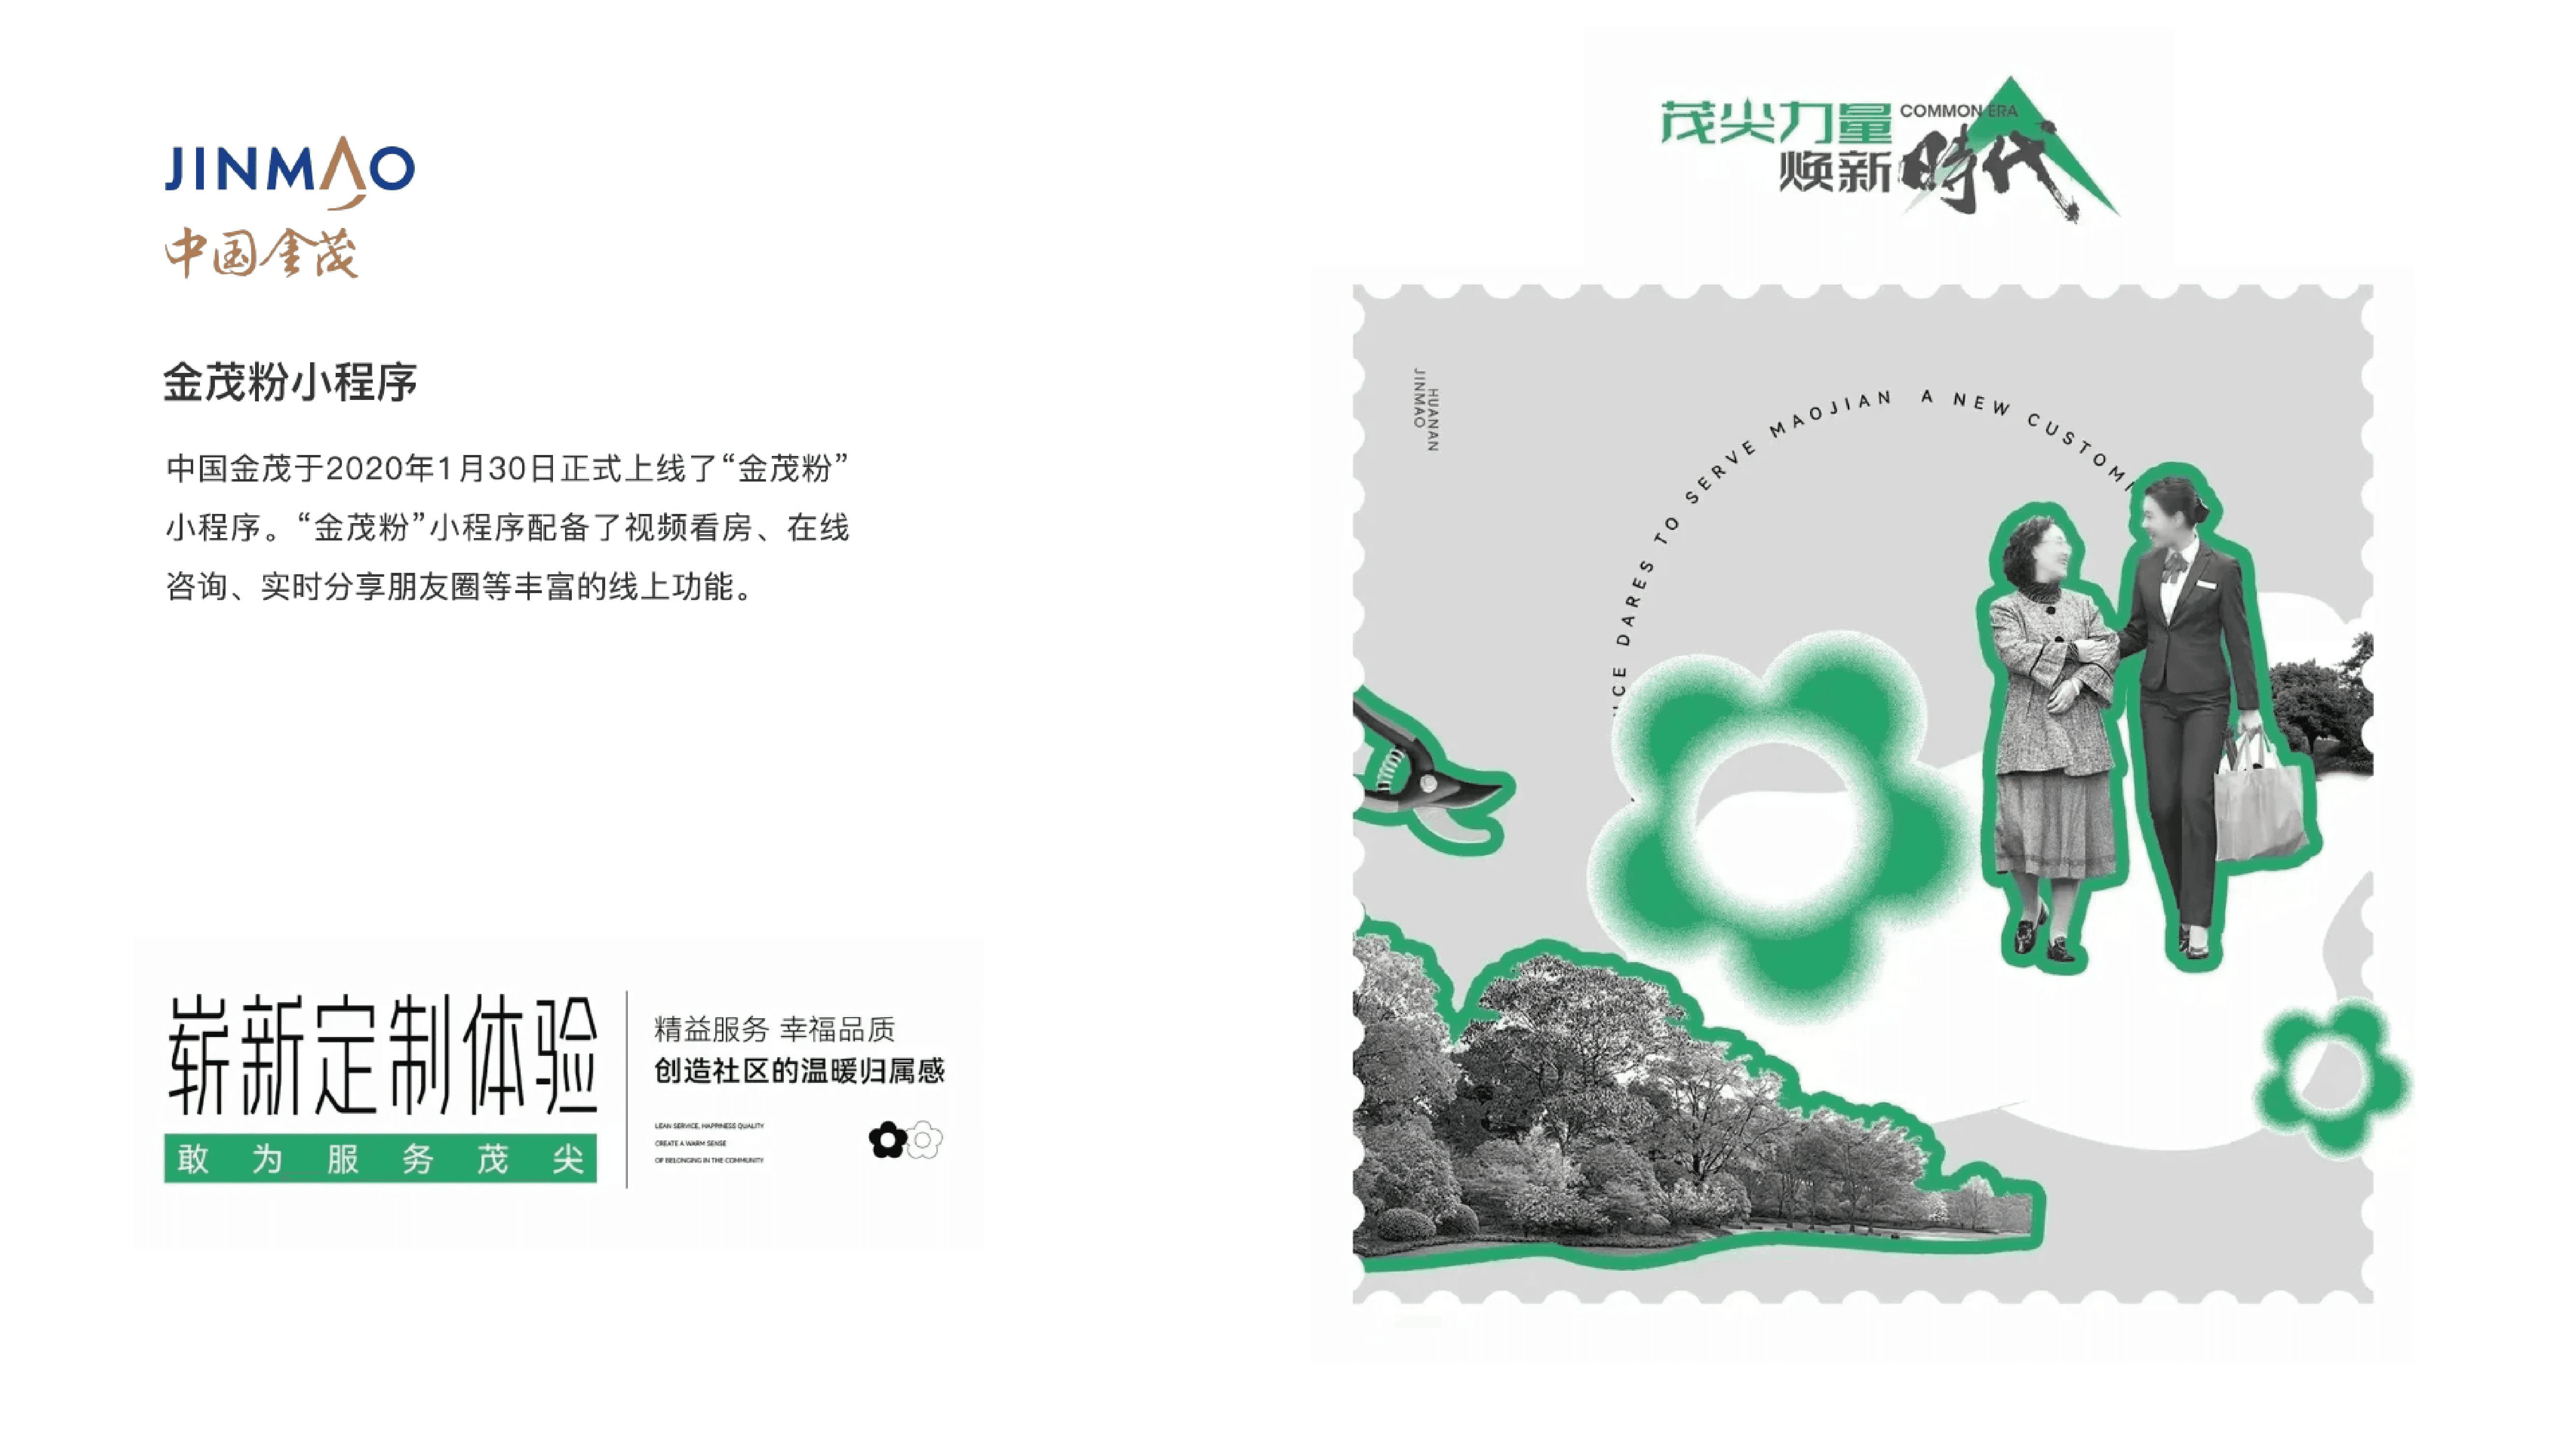 JINMAO
中国金茂
金茂粉小程序
中国金茂于2020年1月30日正式上线了“金茂粉”
小程序。“金茂粉”小程序配备了视频看房、在线
咨询、实时分享朋友圈等丰富的线上功能。
崭新定制体验
敢为服务茂尖
精益服务 幸福品质
创造社区的温暖归属感
LEAN SERVICE, HAPPINESS QUALITY
CREATE A WARM SENSE
OF BELONGING IN THE COMMUNITY
茂尖力量
COMMON ERA
焕新時代
HUANAN
JINMAO
DARES TO SERVE MAOJIAN A NEW